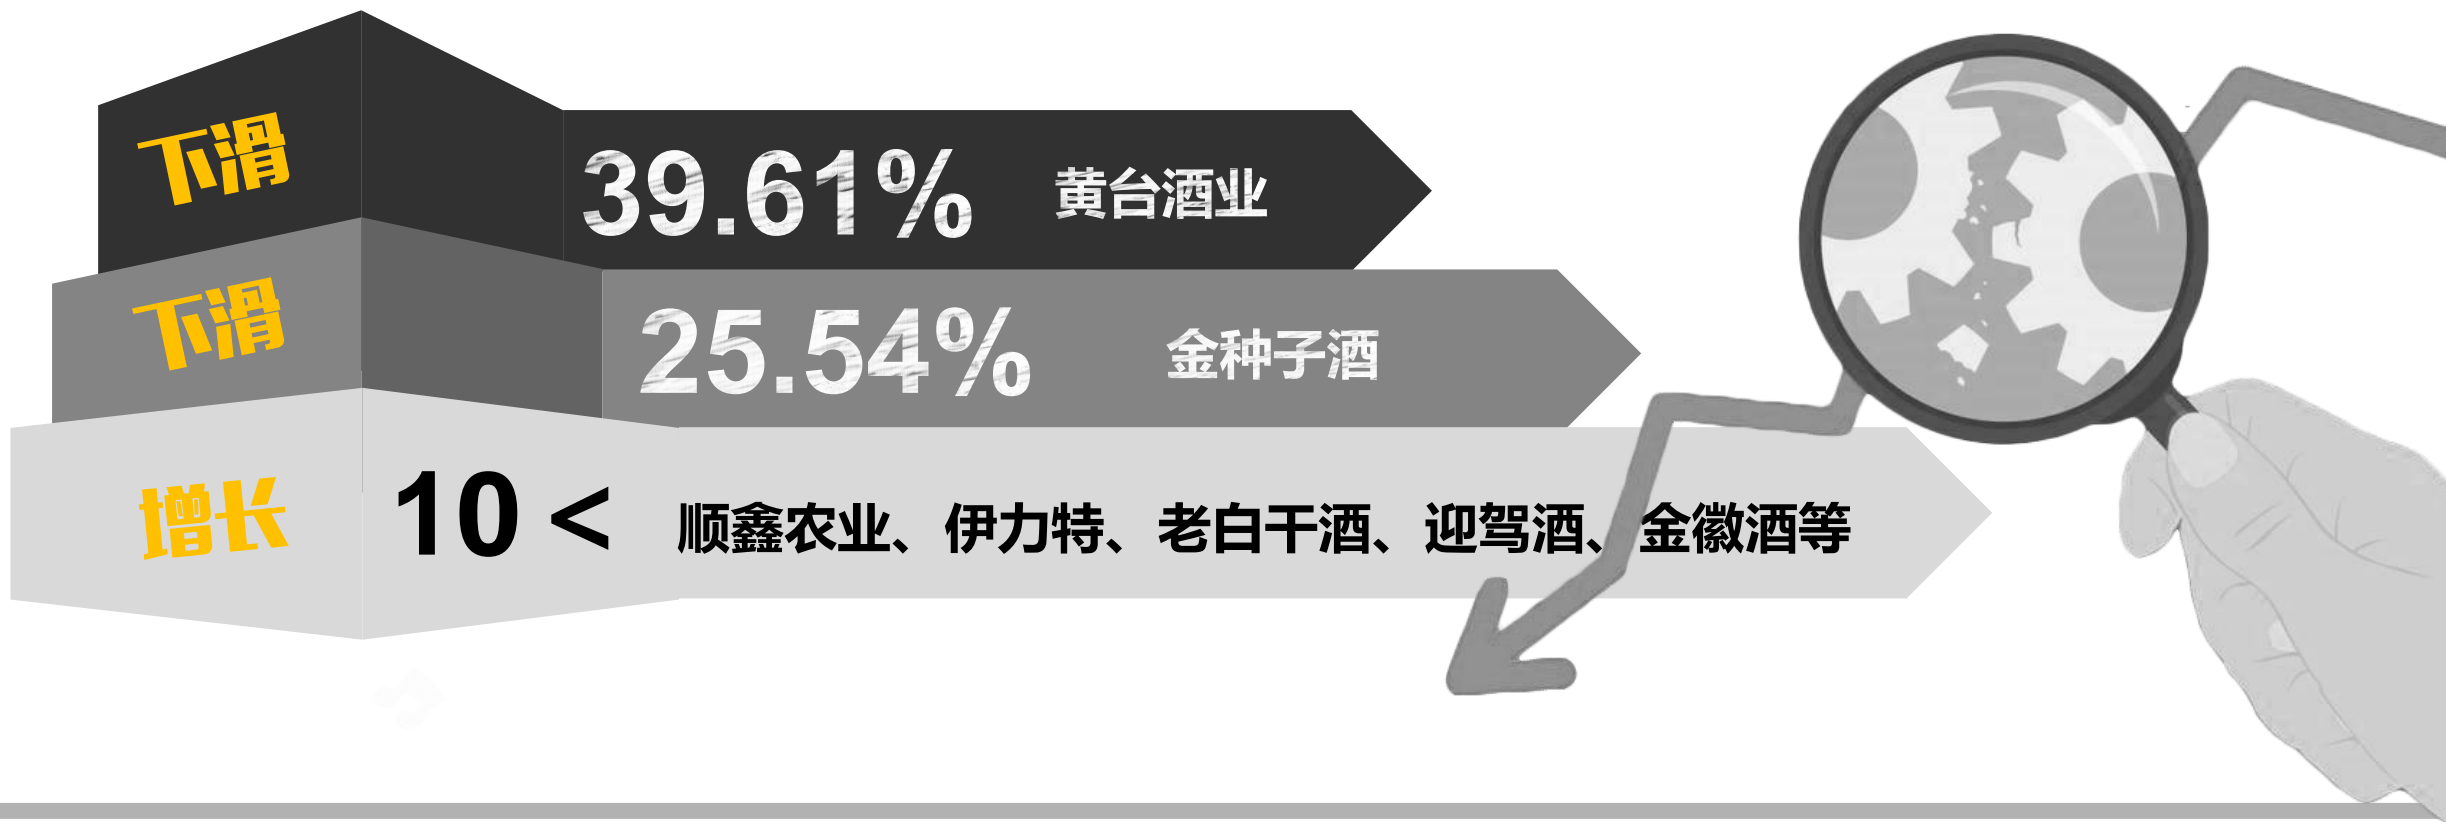 下滑
39.61% 黄台酒业
下滑
25.54% 金种子酒
增长
10 < 顺鑫农业、伊力特、老白干酒、迎驾酒、金徽酒等